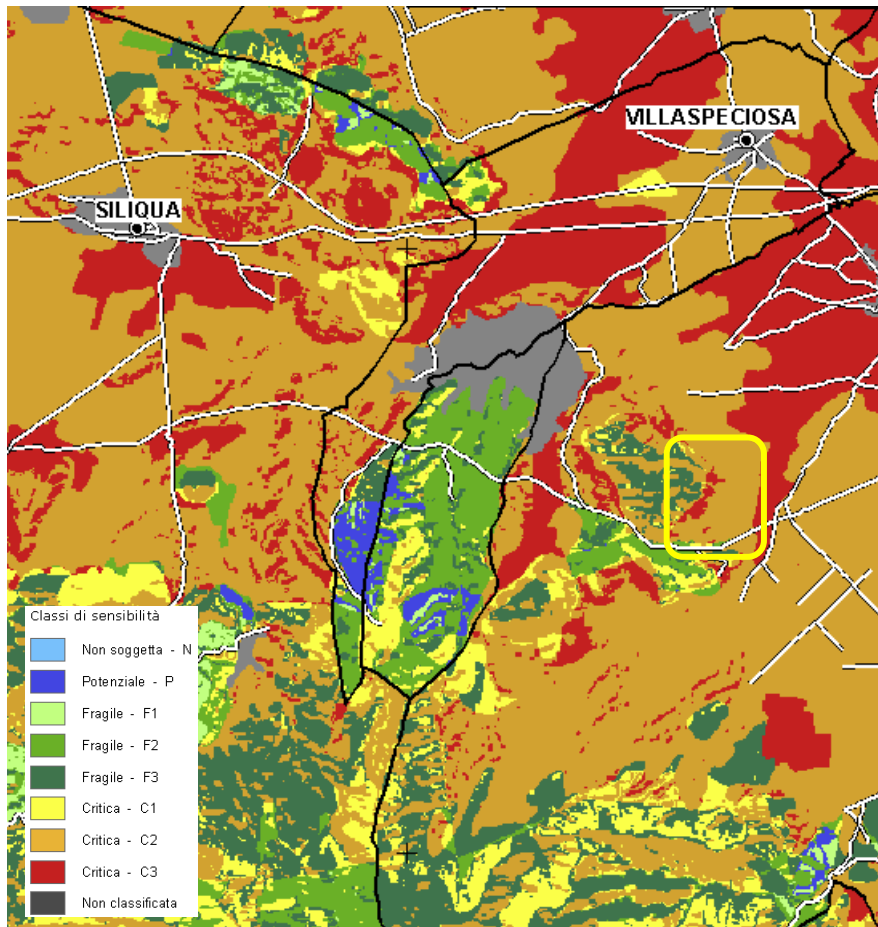 VILLASPECIOSA
SILIQUA
Classi di sensibilità
Non soggetta - N
Potenziale - P
Fragile - F1
Fragile - F2
Fragile - F3
Critica - C1
Critica - C2
Critica - C3
Non classificata